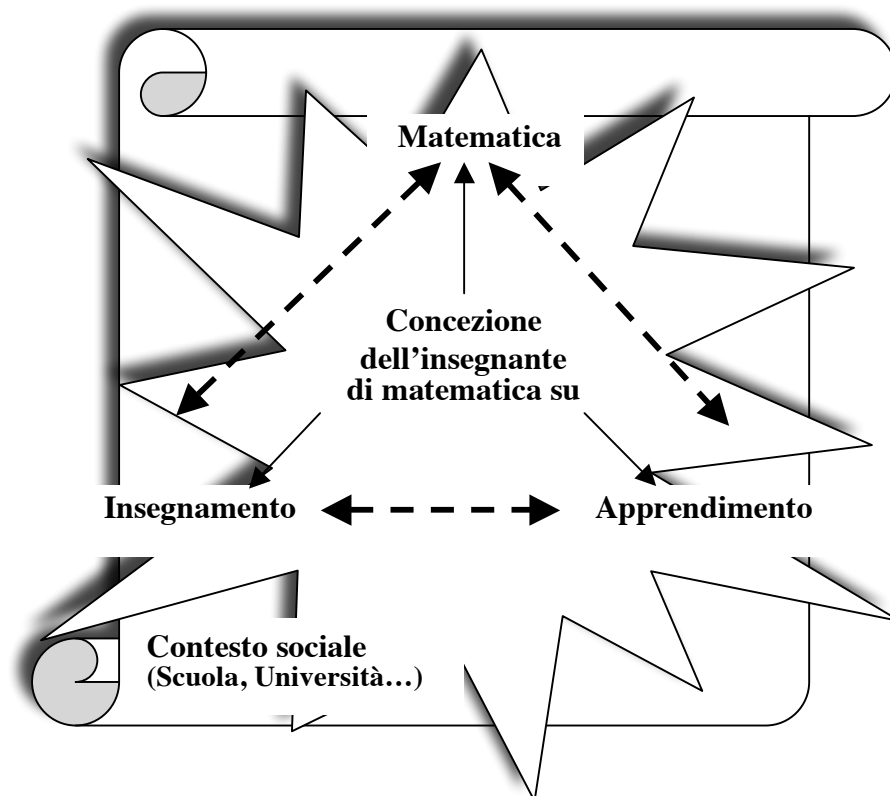 Matematica
Concezione
dell’insegnante
di matematica su
Insegnamento
Apprendimento
Contesto sociale
(Scuola, Università…)